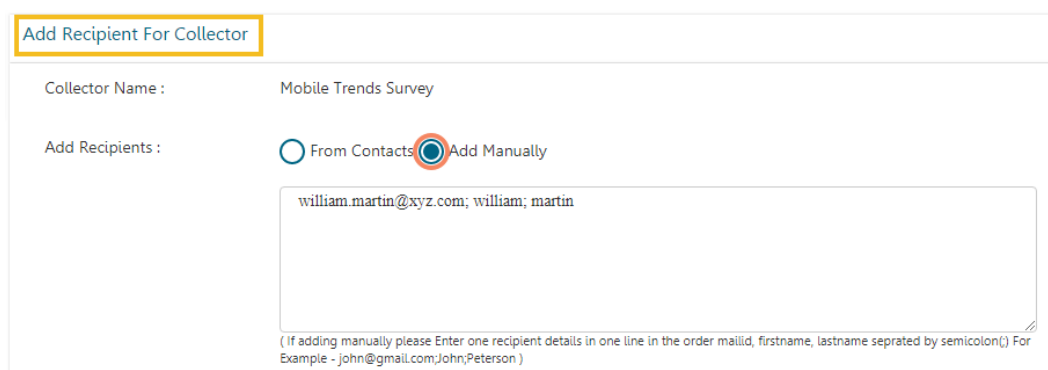 Add Recipient For Collector
Collector Name : Mobile Trends Survey
Add Recipients : From Contacts Add Manually
william.martin@xyz.com; william; martin
( If adding manually please Enter one recipient details in one line in the order mailid, firstname, lastname seprated by semicolon(;) For
Example - john@gmail.com;John;Peterson )